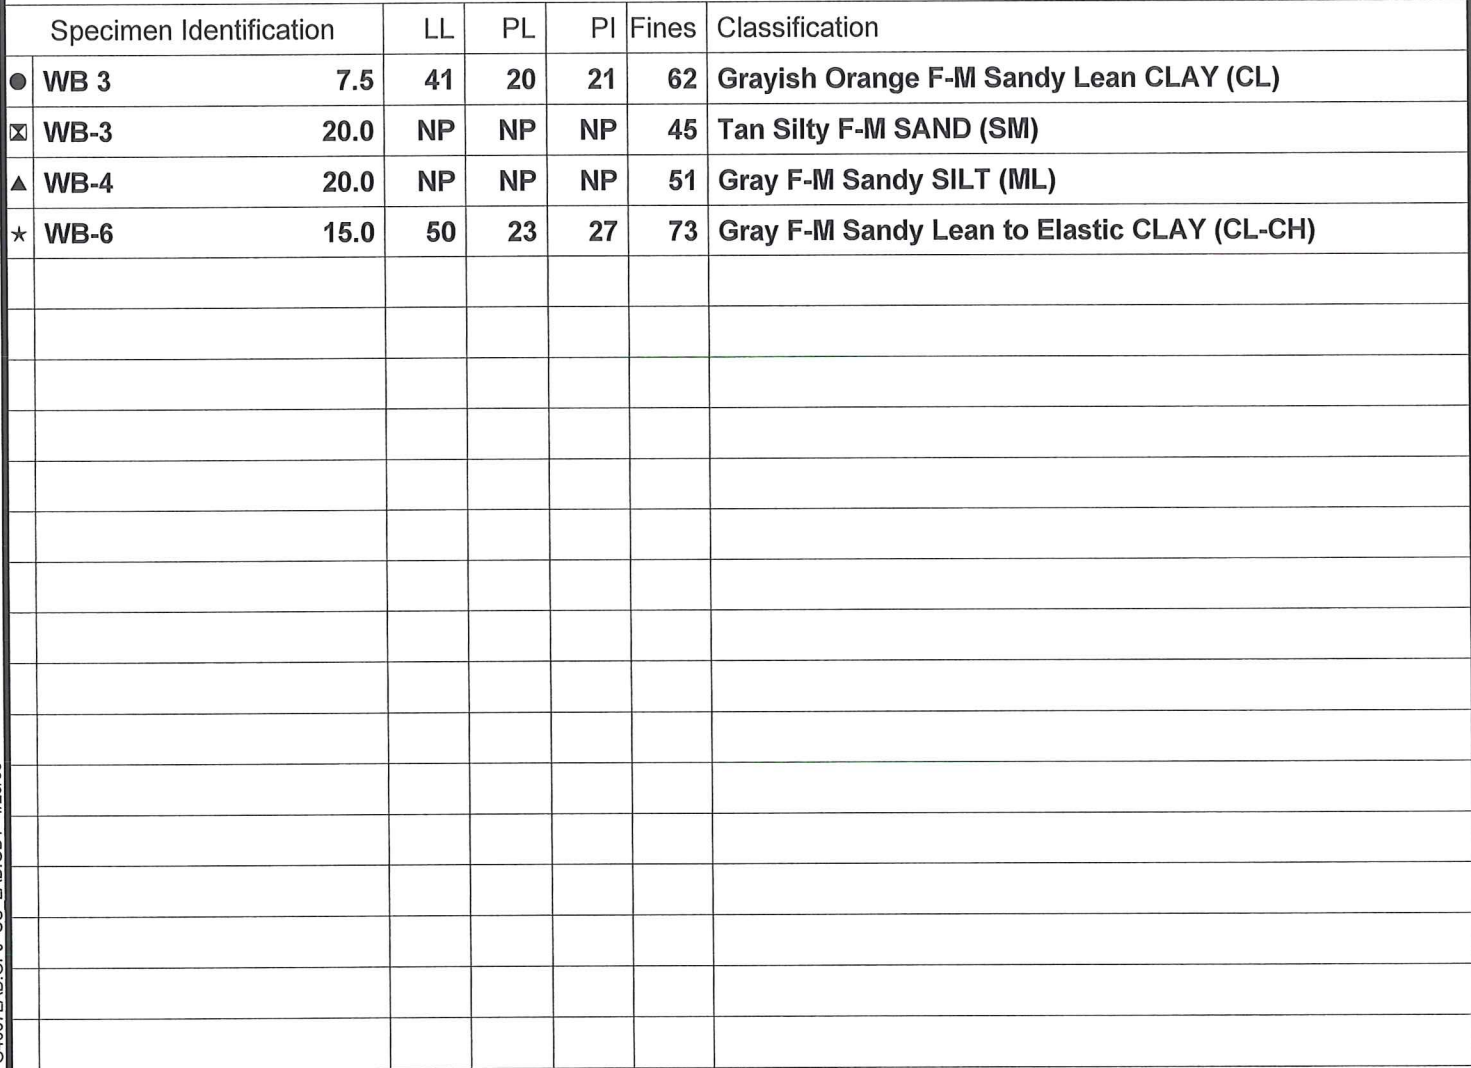 Specimen Identification LL PL PI Fines Classification
WB 3 7.5 41 20 21 62 Grayish Orange F-M Sandy Lean CLAY (CL)
WB-3 20.0 NP NP NP 45 Tan Silty F-M SAND (SM)
WB-4 20.0 NP NP NP 51 Gray F-M Sandy SILT (ML)
WB-6 15.0 50 23 27 73 Gray F-M Sandy Lean to Elastic CLAY (CL-CH)